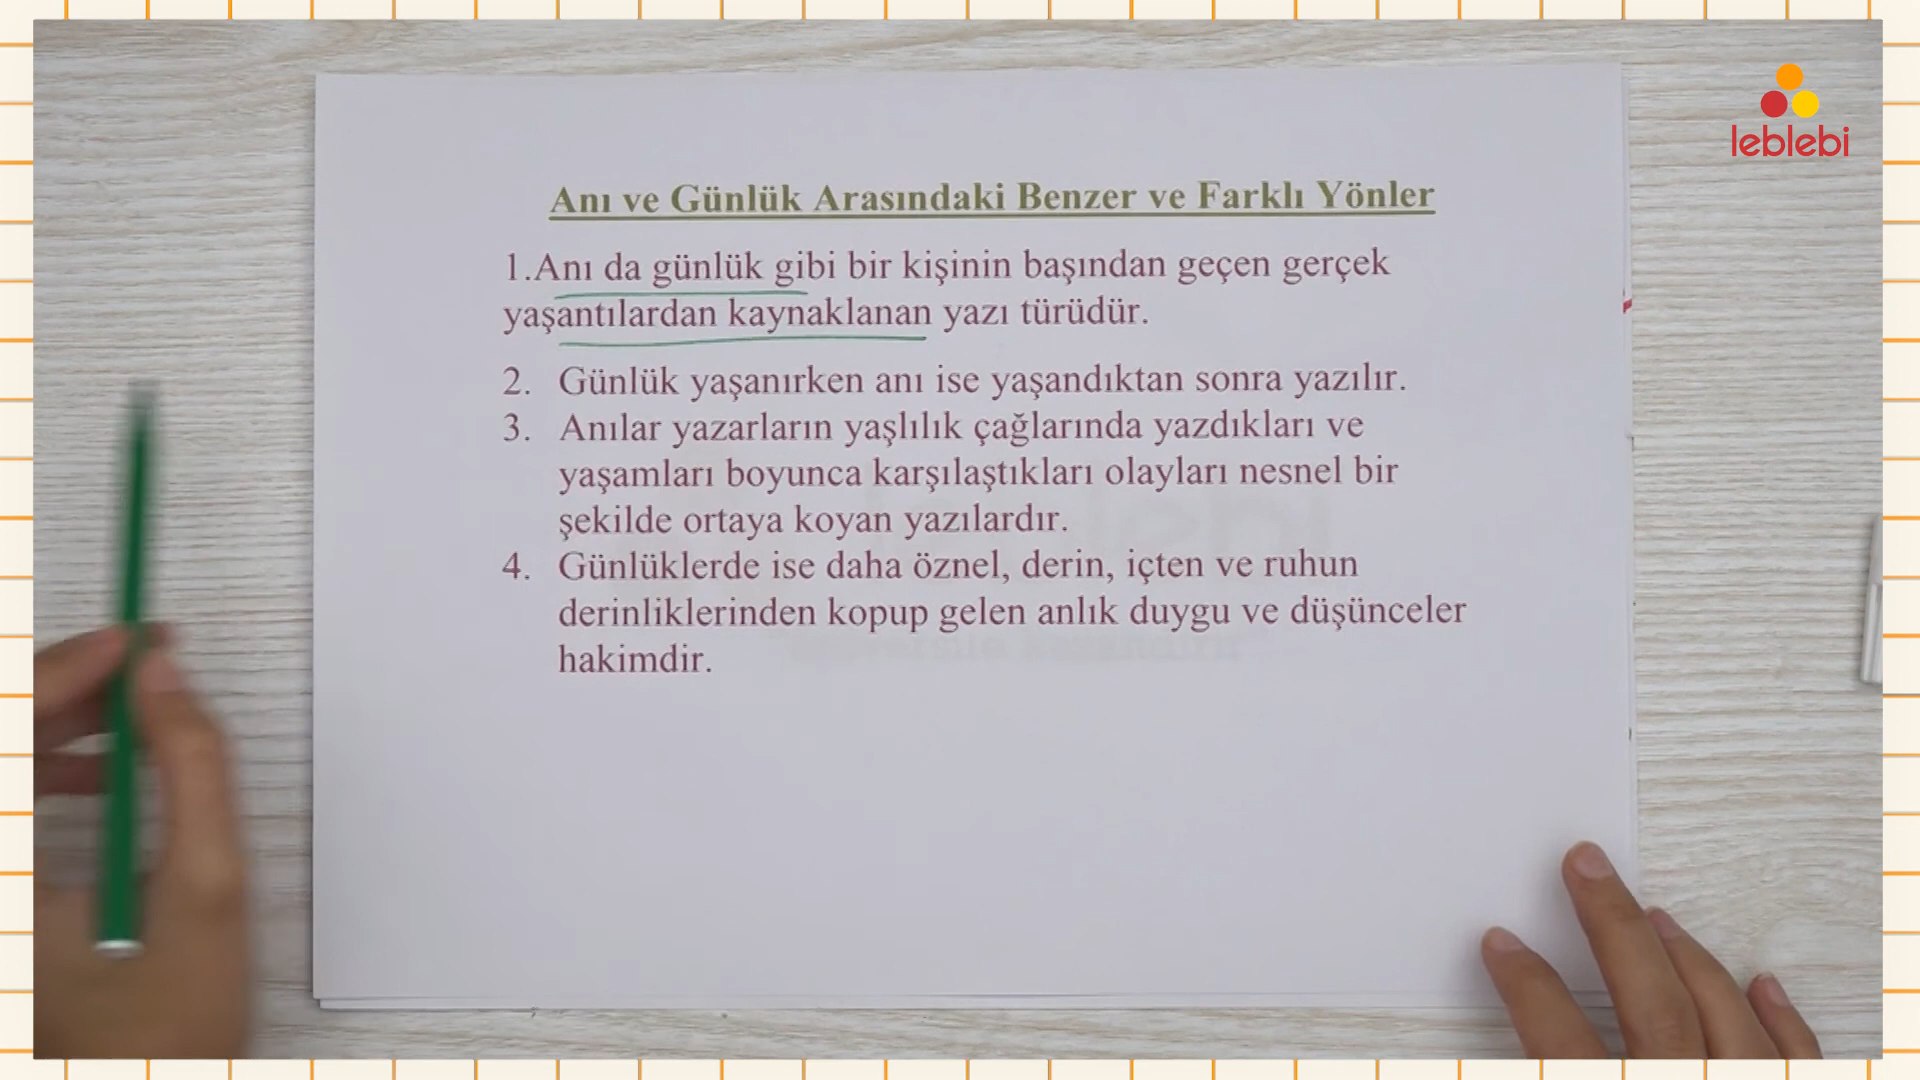 leblebi
Anı ve Günlük Arasındaki Benzer ve Farklı Yönler
1.Anı da günlük gibi bir kişinin başından geçen gerçek
yaşantılardan kaynaklanan yazı türüdür.
2. Günlük yaşanırken anı ise yaşandıktan sonra yazılır.
3. Anılar yazarların yaşlılık çağlarında yazdıkları ve
yaşamları boyunca karşılaştıkları olayları nesnel bir
şekilde ortaya koyan yazılardır.
4. Günlüklerde ise daha öznel, derin, içten ve ruhun
derinliklerinden kopup gelen anlık duygu ve düşünceler
hakimdir.